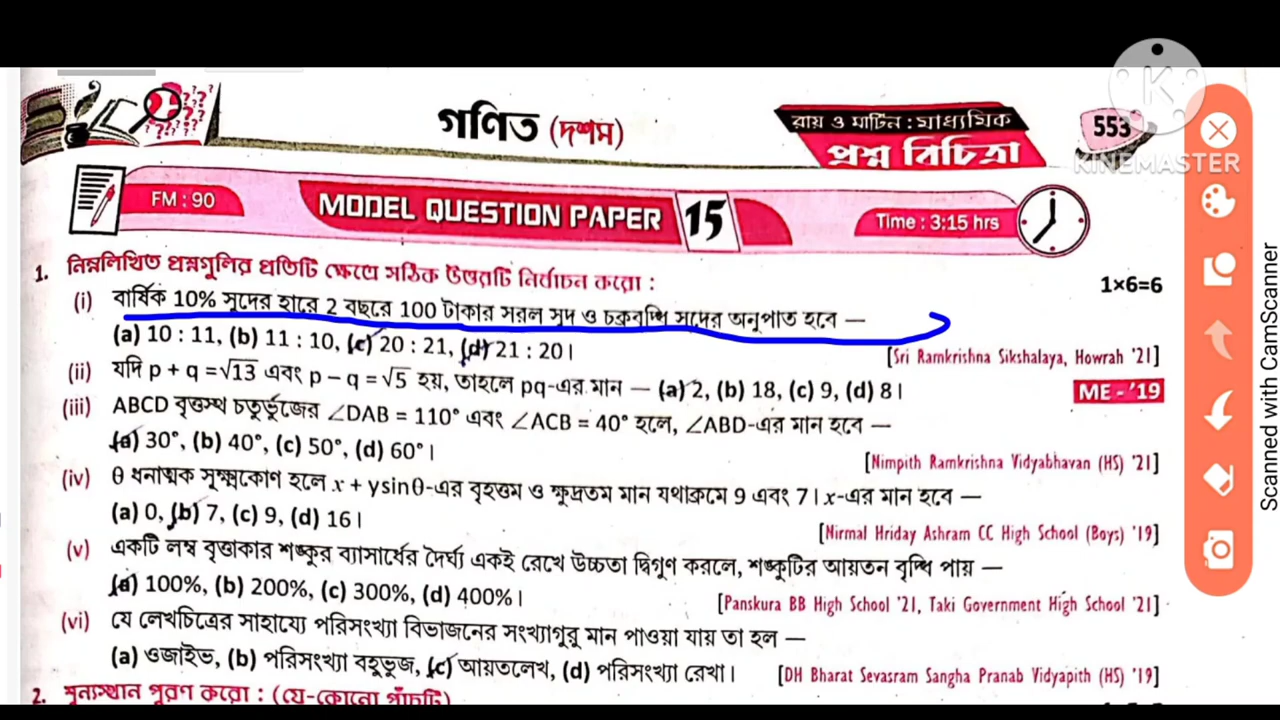 গণিত (দশম)
রায় ও মার্টিন : মাধ্যমিক
প্রশ্ন বিচিত্রা
553
KINEMASTER
FM : 90
MODEL QUESTION PAPER 15
Time : 3:15 hrs
1. নিম্নলিখিত প্রশ্নগুলির প্রতিটি ক্ষেত্রে সঠিক উত্তরটি নির্বাচন করো : 1×6=6
(i) বার্ষিক 10% সুদের হারে 2 বছরে 100 টাকার সরল সুদ ও চক্রবৃদ্ধি সুদের অনুপাত হবে —
(a) 10 : 11, (b) 11 : 10, (c) 20 : 21, (d) 21 : 20। [Sri Ramkrishna Sikshalaya, Howrah '21]
(ii) যদি p + q = √13 এবং p − q = √5 হয়, তাহলে pq-এর মান — (a) 2, (b) 18, (c) 9, (d) 8। ME - '19
(iii) ABCD বৃত্তস্থ চতুর্ভুজের ∠DAB = 110° এবং ∠ACB = 40° হলে, ∠ABD-এর মান হবে —
(a) 30°, (b) 40°, (c) 50°, (d) 60°। [Nimpith Ramkrishna Vidyabhavan (HS) '21]
(iv) θ ধনাত্মক সূক্ষ্মকোণ হলে x + ysinθ-এর বৃহত্তম ও ক্ষুদ্রতম মান যথাক্রমে 9 এবং 7। x-এর মান হবে —
(a) 0, (b) 7, (c) 9, (d) 16। [Nirmal Hriday Ashram CC High School (Boys) '19]
(v) একটি লম্ব বৃত্তাকার শঙ্কুর ব্যাসার্ধের দৈর্ঘ্য একই রেখে উচ্চতা দ্বিগুণ করলে, শঙ্কুটির আয়তন বৃদ্ধি পায় —
(a) 100%, (b) 200%, (c) 300%, (d) 400%। [Panskura BB High School '21, Taki Government High School '21]
(vi) যে লেখচিত্রের সাহায্যে পরিসংখ্যা বিভাজনের সংখ্যাগুরু মান পাওয়া যায় তা হল —
(a) ওজাইভ, (b) পরিসংখ্যা বহুভুজ, (c) আয়তলেখ, (d) পরিসংখ্যা রেখা। [DH Bharat Sevasram Sangha Pranab Vidyapith (HS) '19]
2. শূন্যস্থান পূরণ করো : (যে-কোনো পাঁচটি)
Scanned with CamScanner